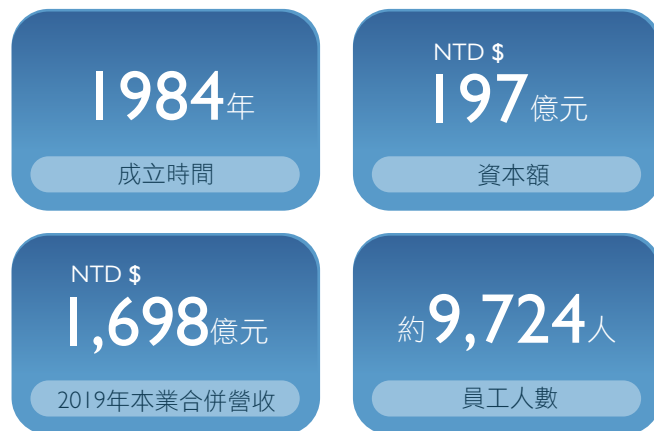 1984年
成立時間
NTD $
197億元
資本額
NTD $
1,698億元
2019年本業合併營收
約9,724人
員工人數